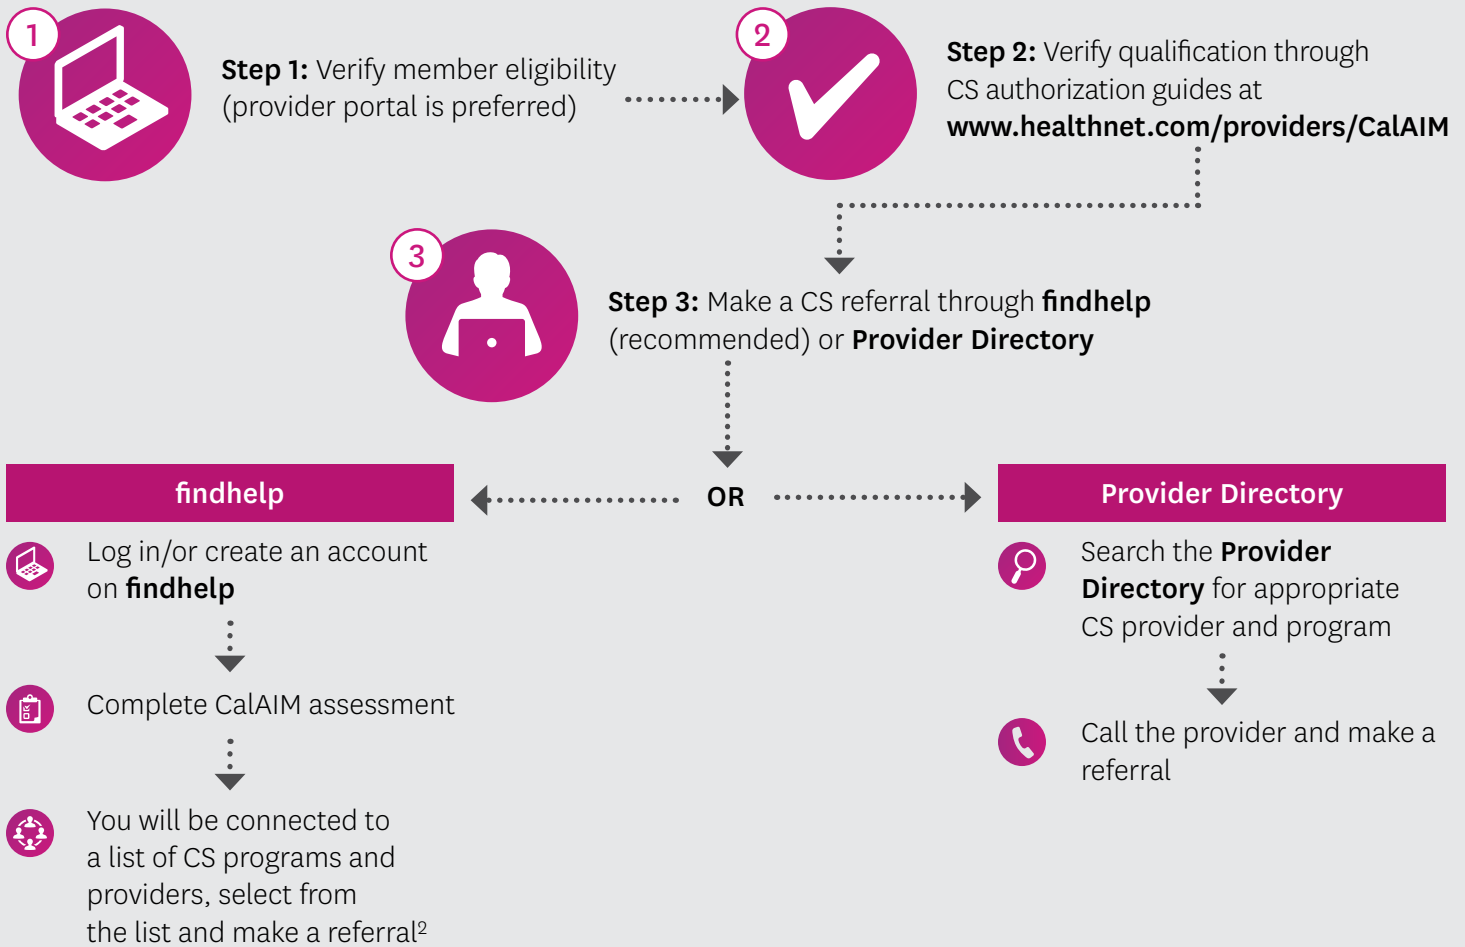 1
Step 1: Verify member eligibility
(provider portal is preferred)
2
Step 2: Verify qualification through
CS authorization guides at
www.healthnet.com/providers/CalAIM
3
Step 3: Make a CS referral through findhelp
(recommended) or Provider Directory
OR
findhelp
Log in/or create an account
on findhelp
Complete CalAIM assessment
You will be connected to
a list of CS programs and
providers, select from
the list and make a referral²
Provider Directory
Search the Provider
Directory for appropriate
CS provider and program
Call the provider and make a
referral